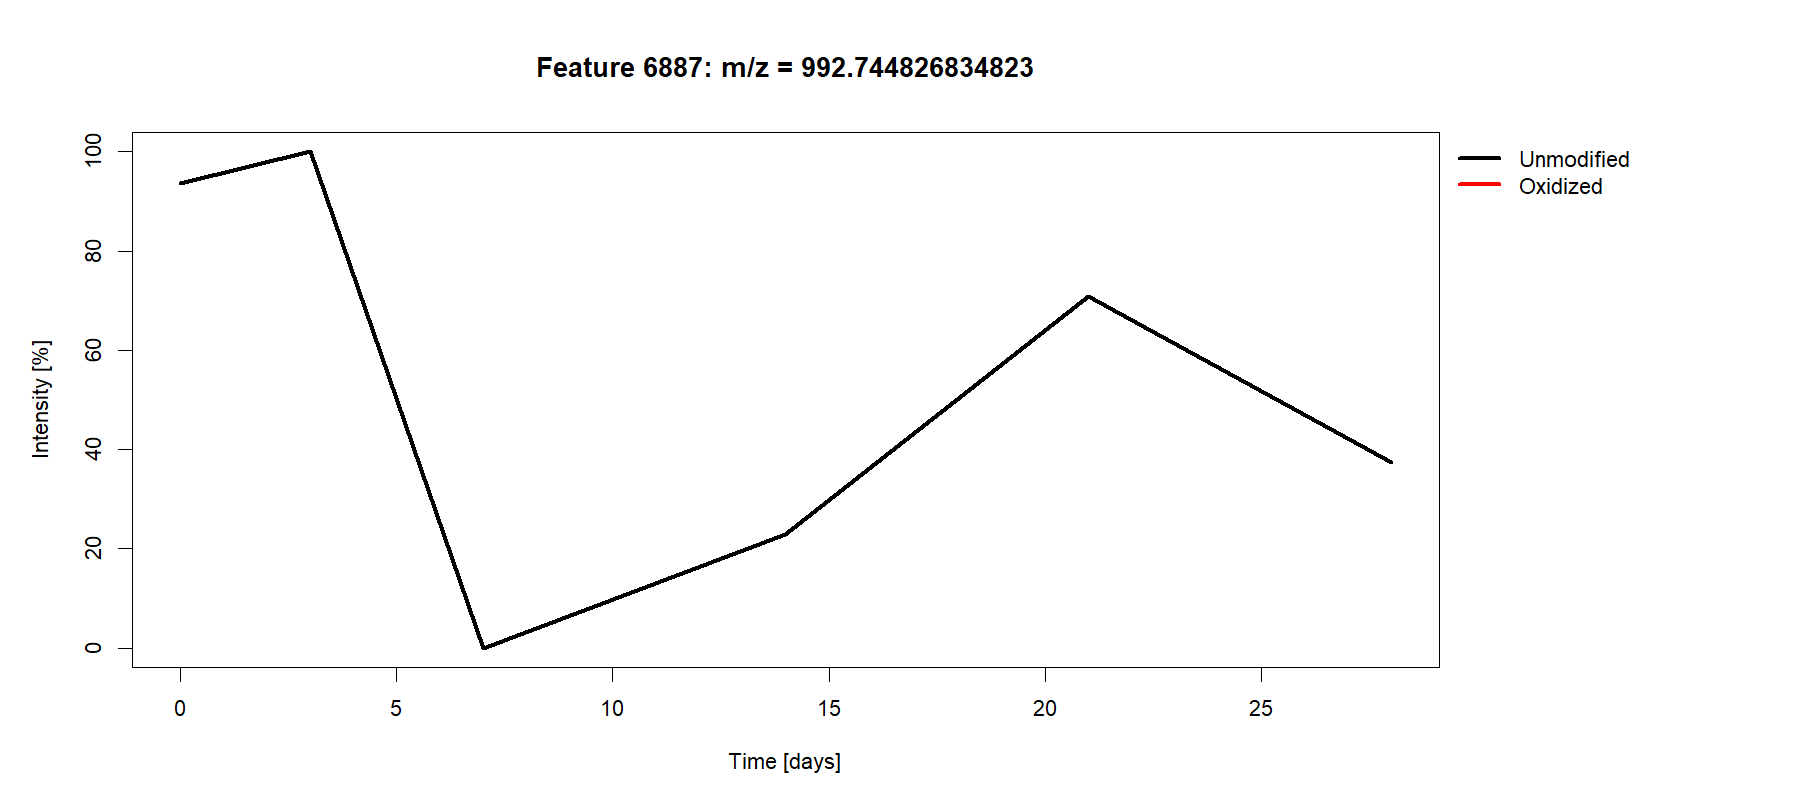 Feature 6887: m/z = 992.744826834823
Unmodified
Oxidized
100
80
60
40
20
0
Intensity [%]
0 5 10 15 20 25
Time [days]